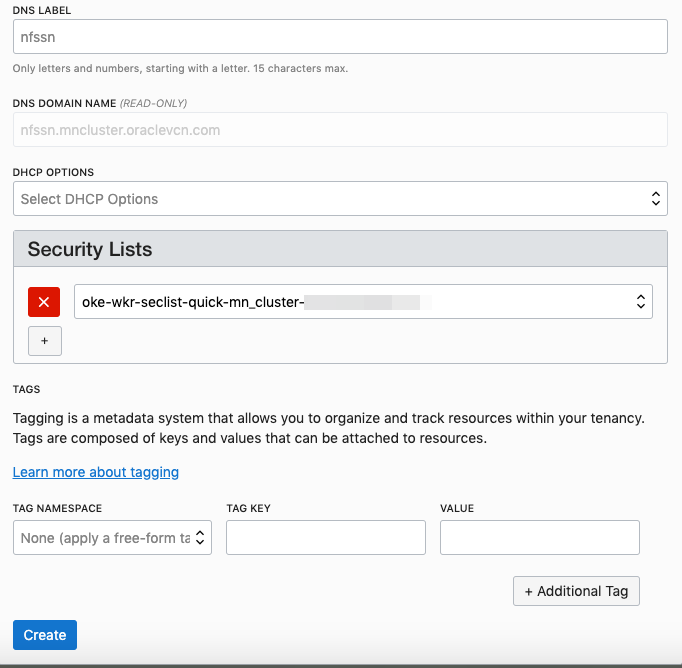 DNS LABEL
nfssn
Only letters and numbers, starting with a letter. 15 characters max.
DNS DOMAIN NAME (READ-ONLY)
nfssn.mncluster.oraclevcn.com
DHCP OPTIONS
Select DHCP Options
Security Lists
oke-wkr-seclist-quick-mn_cluster-
+
TAGS
Tagging is a metadata system that allows you to organize and track resources within your tenancy.
Tags are composed of keys and values that can be attached to resources.
Learn more about tagging
TAG NAMESPACE TAG KEY VALUE
None (apply a free-form ta
+ Additional Tag
Create